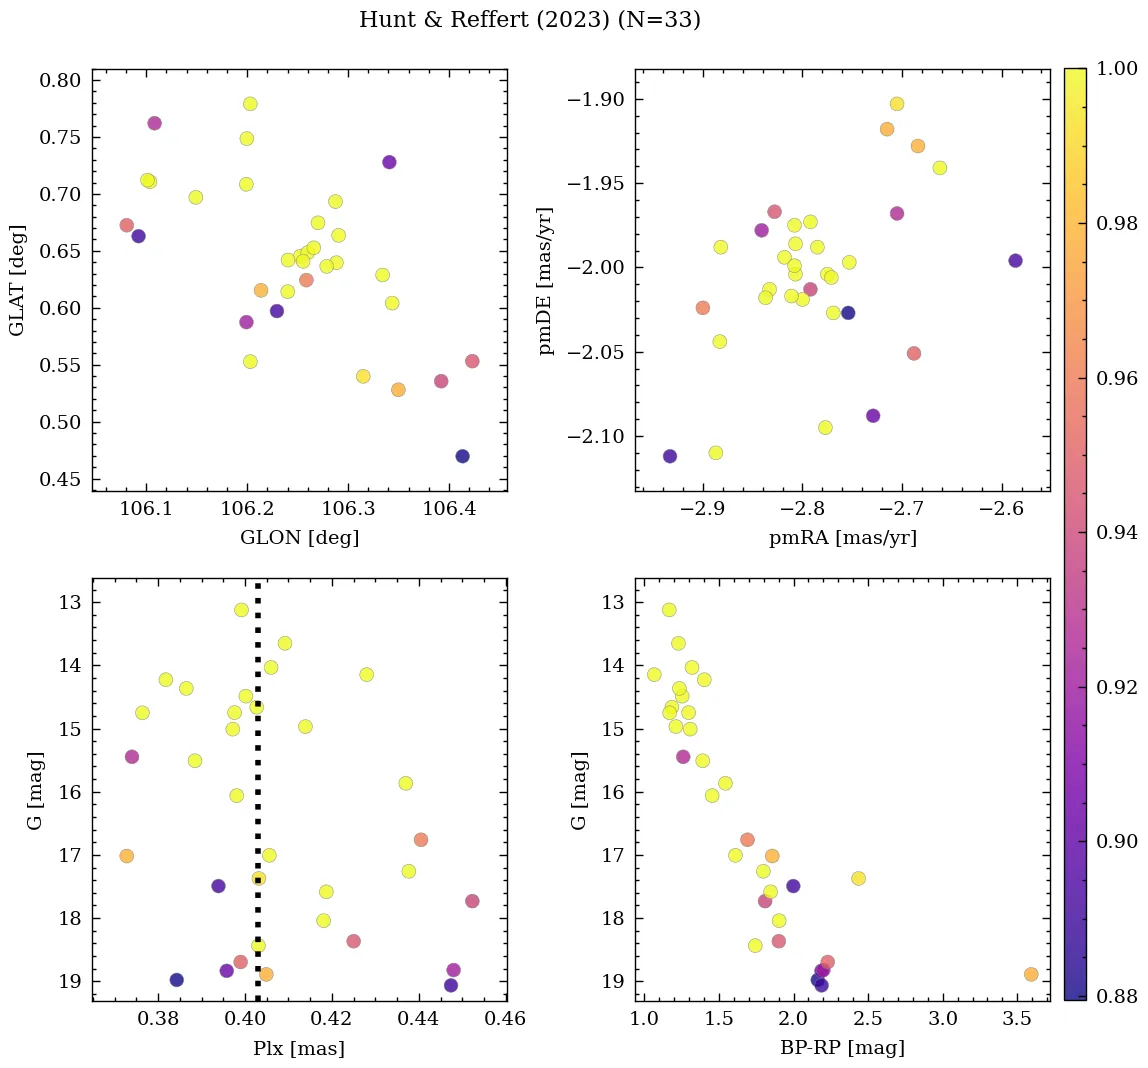 Hunt & Reffert (2023) (N=33)
0.80
0.75
0.70
0.65
0.60
0.55
0.50
0.45
GLAT [deg]
106.1 106.2 106.3 106.4
GLON [deg]
−1.90
−1.95
−2.00
−2.05
−2.10
pmDE [mas/yr]
−2.9 −2.8 −2.7 −2.6
pmRA [mas/yr]
1.00
0.98
0.96
0.94
0.92
0.90
0.88
13
14
15
16
17
18
19
G [mag]
0.38 0.40 0.42 0.44 0.46
Plx [mas]
13
14
15
16
17
18
19
G [mag]
1.0 1.5 2.0 2.5 3.0 3.5
BP-RP [mag]